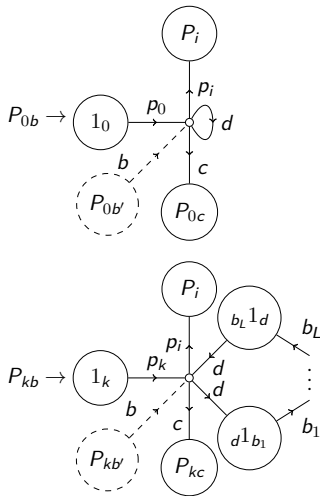 P_i
p_i
P_{0b} → 1_0 p_0 d
b c
P_{0b'} P_{0c}
P_i _{b_L}1_d b_L
p_i
P_{kb} → 1_k p_k d
d ⋮
b c _d1_{b_1} b_1
P_{kb'} P_{kc}